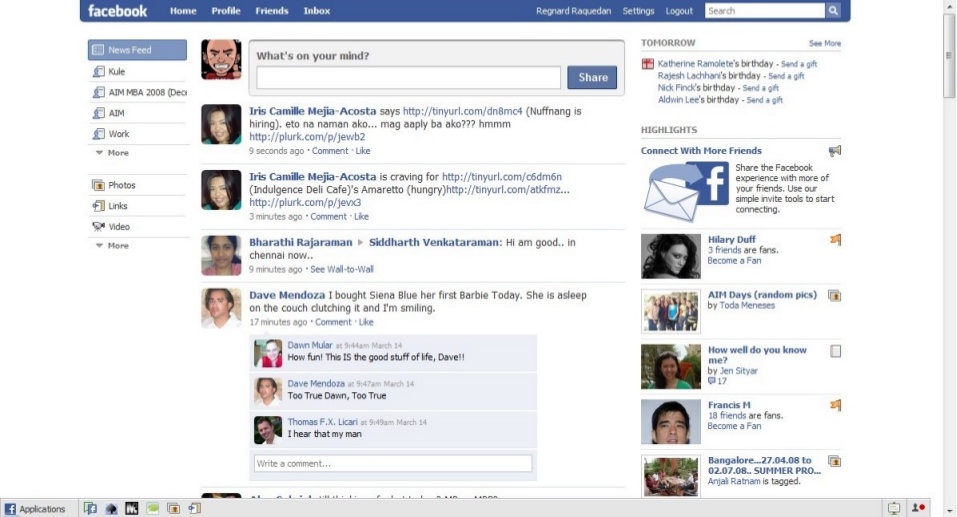 facebook Home Profile Friends Inbox Regnard Raquedan Settings Logout Search
News Feed
Kule
AIM MBA 2008 (Dece
AIM
Work
More
Photos
Links
Video
More
What's on your mind?
Share
Iris Camille Mejia-Acosta says http://tinyurl.com/dn8mc4 (Nuffnang is
hiring). eto na naman ako... mag aaply ba ako??? hmmm
http://plurk.com/p/jewb2
9 seconds ago · Comment · Like
Iris Camille Mejia-Acosta is craving for http://tinyurl.com/c6dm6n
(Indulgence Deli Cafe)'s Amaretto (hungry)http://tinyurl.com/atkfmz...
http://plurk.com/p/jevx3
3 minutes ago · Comment · Like
Bharathi Rajaraman ▶ Siddharth Venkataraman: Hi am good.. in
chennai now..
9 minutes ago · See Wall-to-Wall
Dave Mendoza I bought Siena Blue her first Barbie Today. She is asleep
on the couch clutching it and I'm smiling.
17 minutes ago · Comment · Like
Dawn Mular at 9:44am March 14
How fun! This IS the good stuff of life, Dave!!
Dave Mendoza at 9:47am March 14
Too True Dawn, Too True
Thomas F.X. Licari at 9:49am March 14
I hear that my man
Write a comment...
TOMORROW See More
Katherine Ramolete's birthday - Send a gift
Rajesh Lachhani's birthday - Send a gift
Nick Finck's birthday - Send a gift
Aldwin Lee's birthday - Send a gift
HIGHLIGHTS
Connect With More Friends
Share the Facebook
experience with more of
your friends. Use our
simple invite tools to start
connecting.
Hilary Duff
3 friends are fans.
Become a Fan
AIM Days (random pics)
by Toda Meneses
How well do you know
me?
by Jen Sityar
17
Francis M
18 friends are fans.
Become a Fan
Bangalore...27.04.08 to
02.07.08.. SUMMER PRO...
Anjali Ratnam is tagged.
Applications